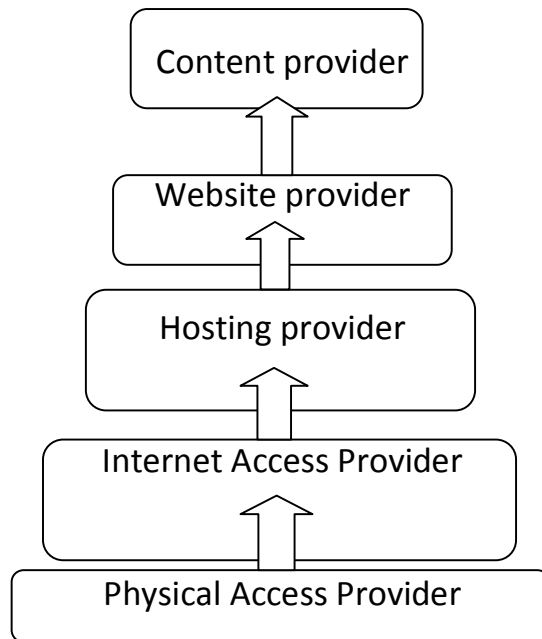 Content provider
Website provider
Hosting provider
Internet Access Provider
Physical Access Provider